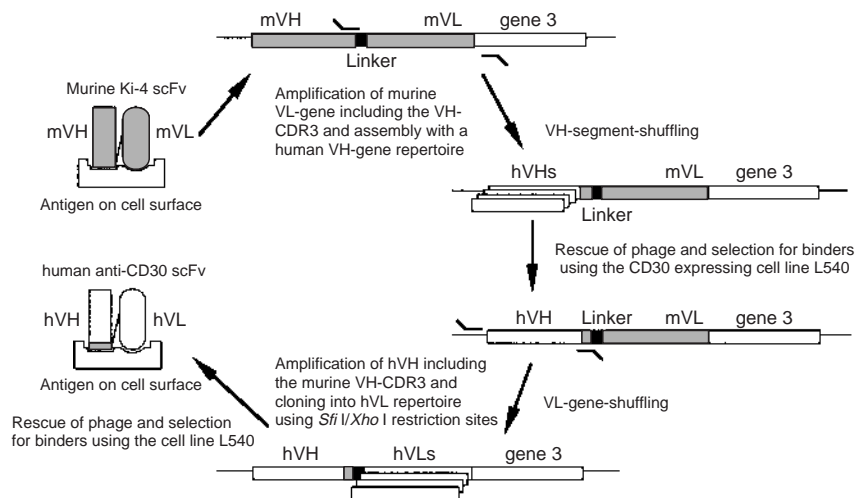 mVH mVL gene 3
Linker
Murine Ki-4 scFv
mVH mVL
Antigen on cell surface
Amplification of murine
VL-gene including the VH-
CDR3 and assembly with a
human VH-gene repertoire
VH-segment-shuffling
hVHs mVL gene 3
Linker
Rescue of phage and selection for binders
using the CD30 expressing cell line L540
hVH Linker mVL gene 3
VL-gene-shuffling
Amplification of hVH including
the murine VH-CDR3 and
cloning into hVL repertoire
using Sfi I/Xho I restriction sites
hVH hVLs gene 3
Rescue of phage and selection
for binders using the cell line L540
human anti-CD30 scFv
hVH hVL
Antigen on cell surface